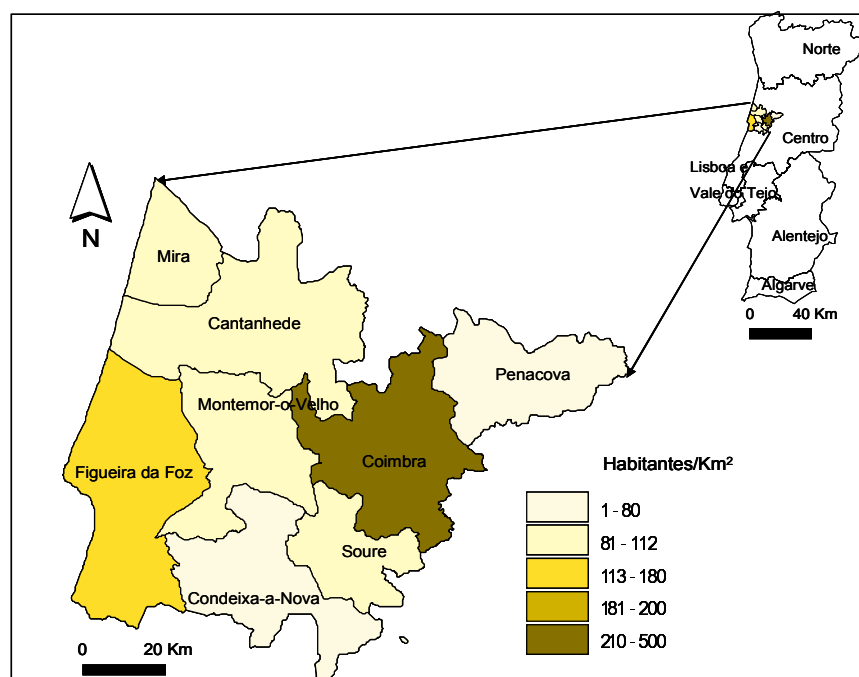 Norte
Centro
Lisboa e
Vale do Tejo
Alentejo
Algarve
0 40 Km
N
Mira
Cantanhede
Penacova
Montemor-o-Velho
Coimbra
Figueira da Foz
Soure
Condeixa-a-Nova
Habitantes/Km²
1 - 80
81 - 112
113 - 180
181 - 200
210 - 500
0 20 Km